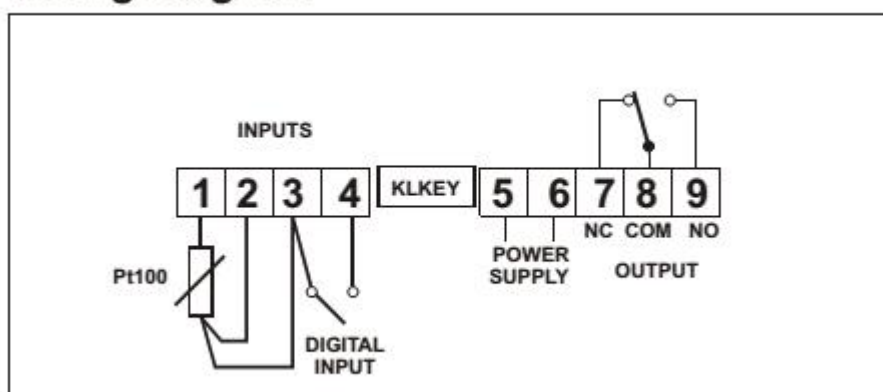 INPUTS
1 2 3 4 KLKEY 5 6 7 8 9
NC COM NO
POWER
SUPPLY
OUTPUT
Pt100
DIGITAL
INPUT